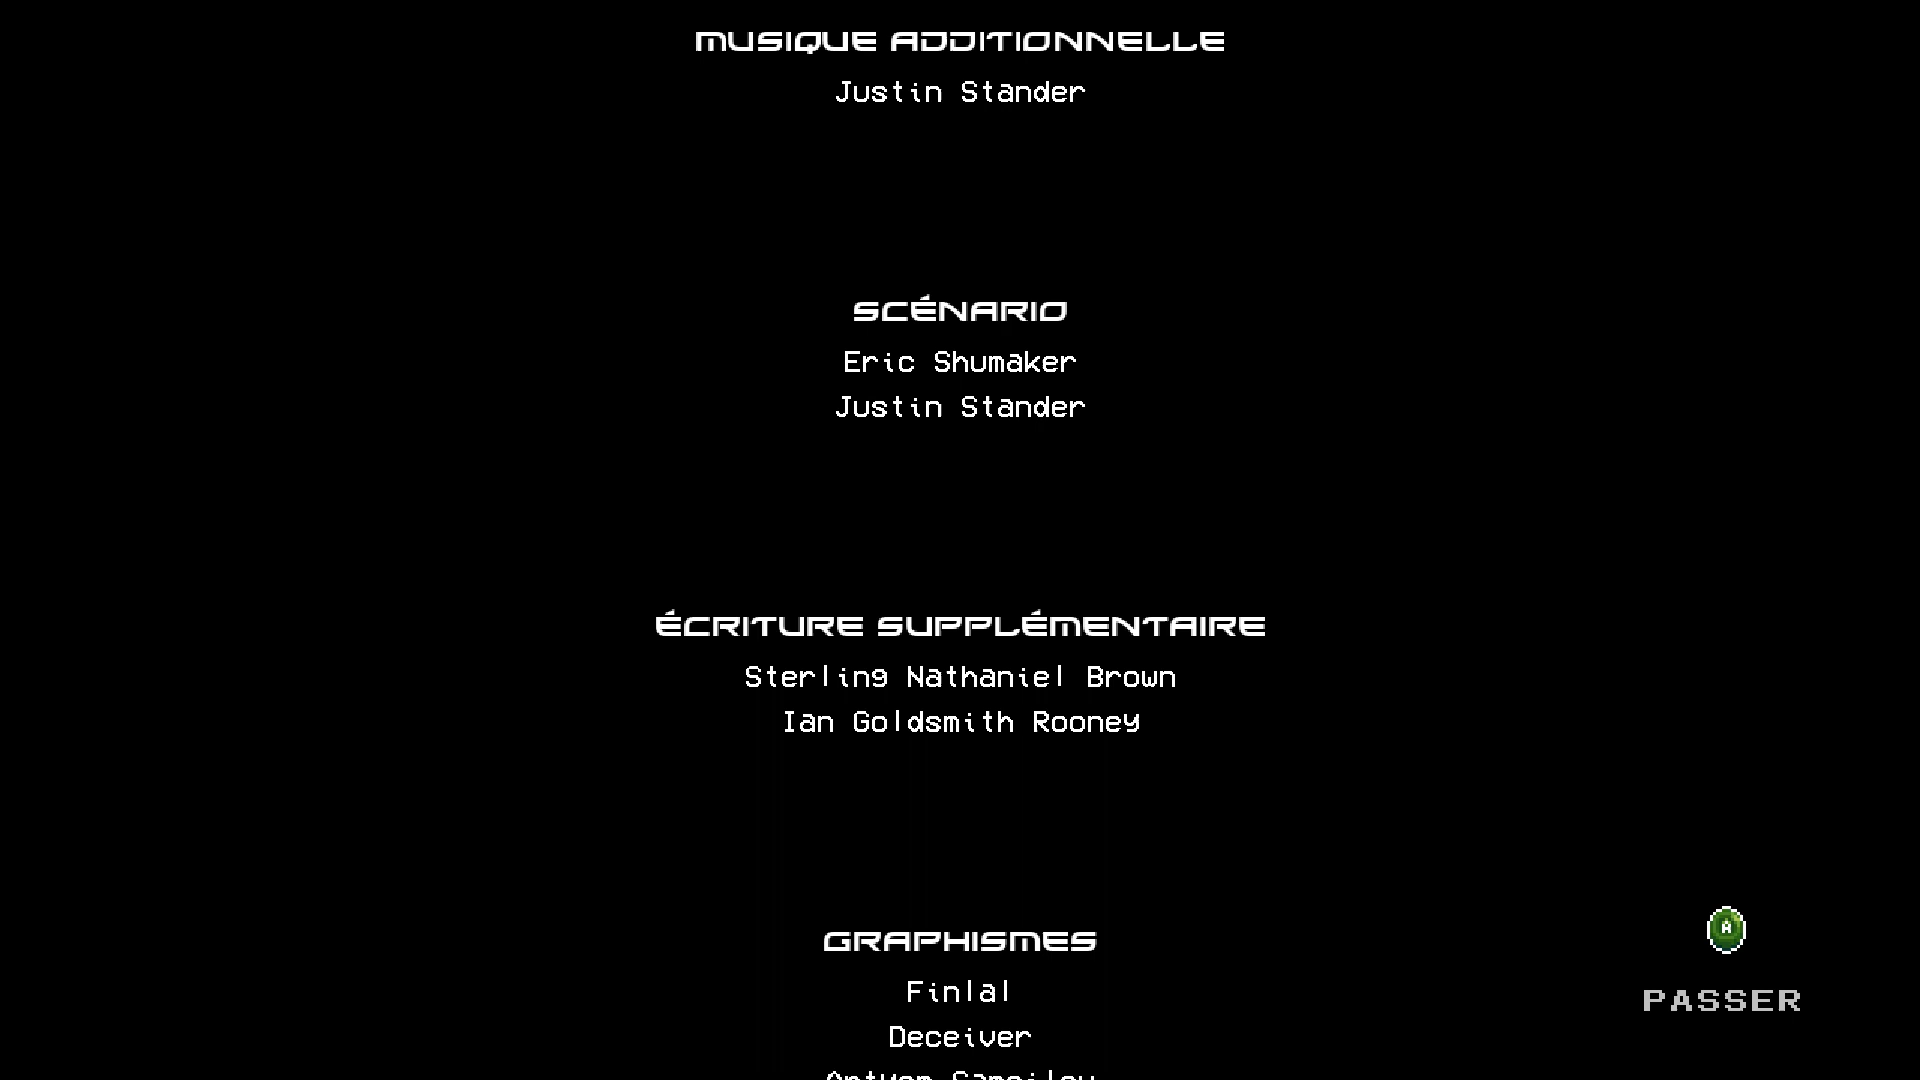 MUSIQUE ADDITIONNELLE
Justin Stander
SCÉNARIO
Eric Shumaker
Justin Stander
ÉCRITURE SUPPLÉMENTAIRE
Sterling Nathaniel Brown
Ian Goldsmith Rooney
GRAPHISMES
Finlal
Deceiver
A
PASSER